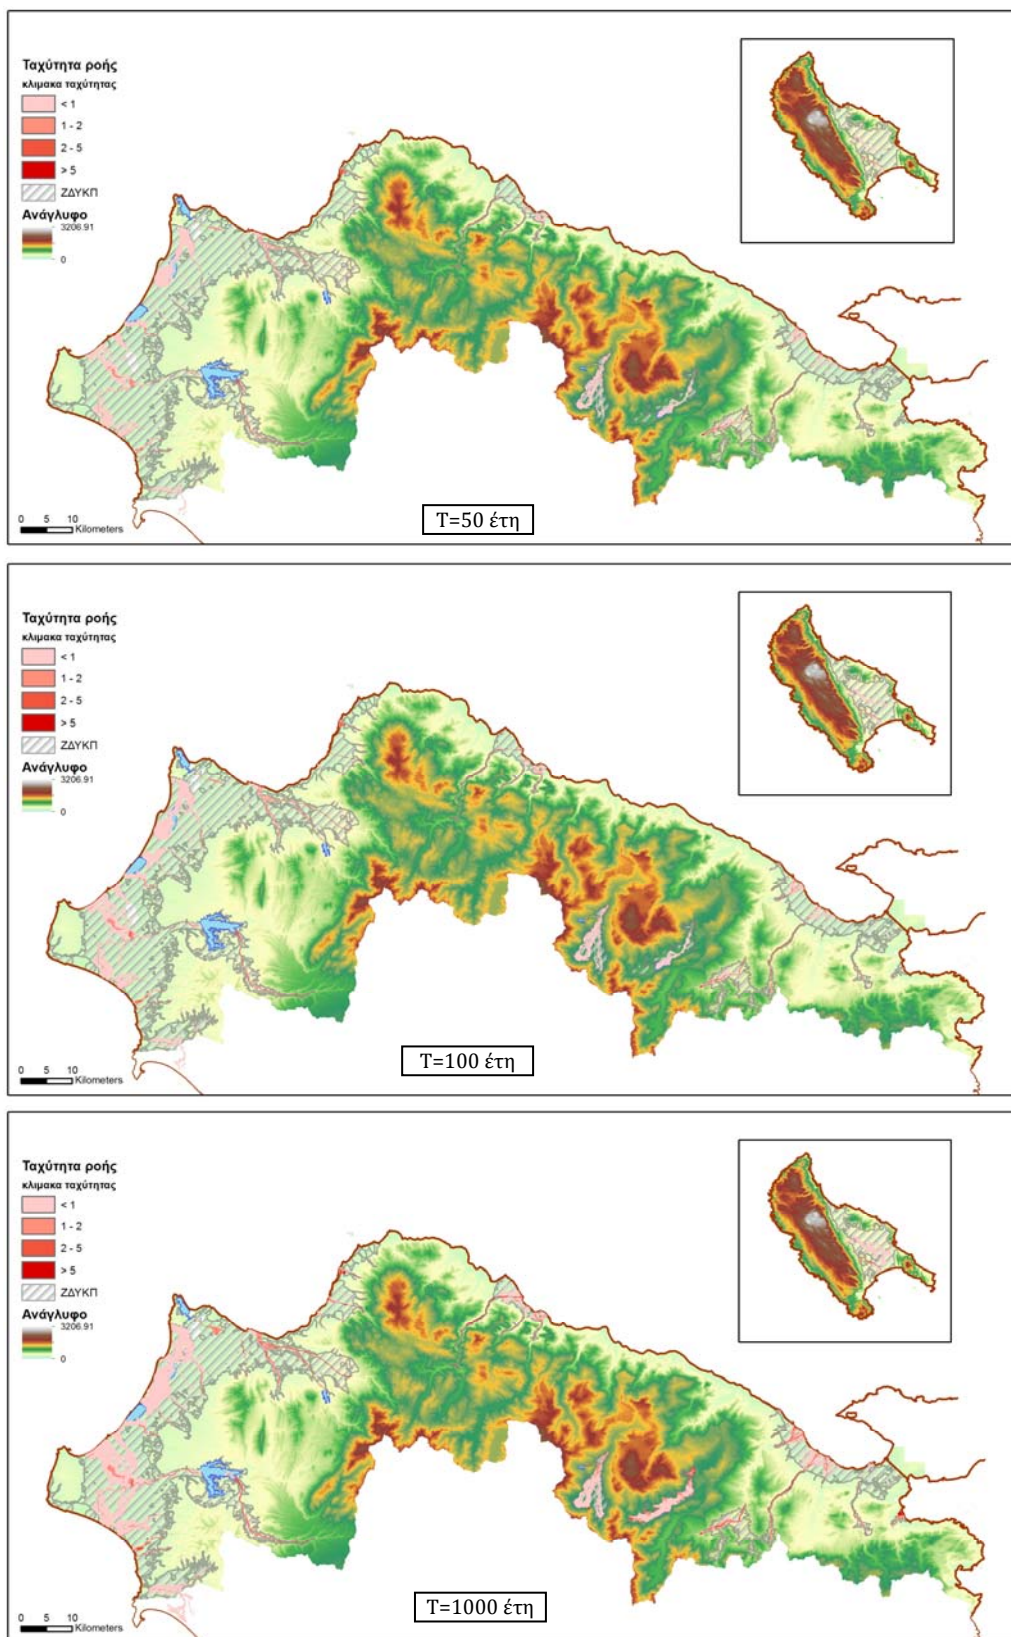 Ταχύτητα ροής
κλιμακα ταχύτητας
< 1
1 - 2
2 - 5
> 5
ΖΔΥΚΠ
Ανάγλυφο
3206.91
0
0 5 10
Kilometers
T=50 έτη
Ταχύτητα ροής
κλιμακα ταχύτητας
< 1
1 - 2
2 - 5
> 5
ΖΔΥΚΠ
Ανάγλυφο
3206.91
0
0 5 10
Kilometers
T=100 έτη
Ταχύτητα ροής
κλιμακα ταχύτητας
< 1
1 - 2
2 - 5
> 5
ΖΔΥΚΠ
Ανάγλυφο
3206.91
0
0 5 10
Kilometers
T=1000 έτη